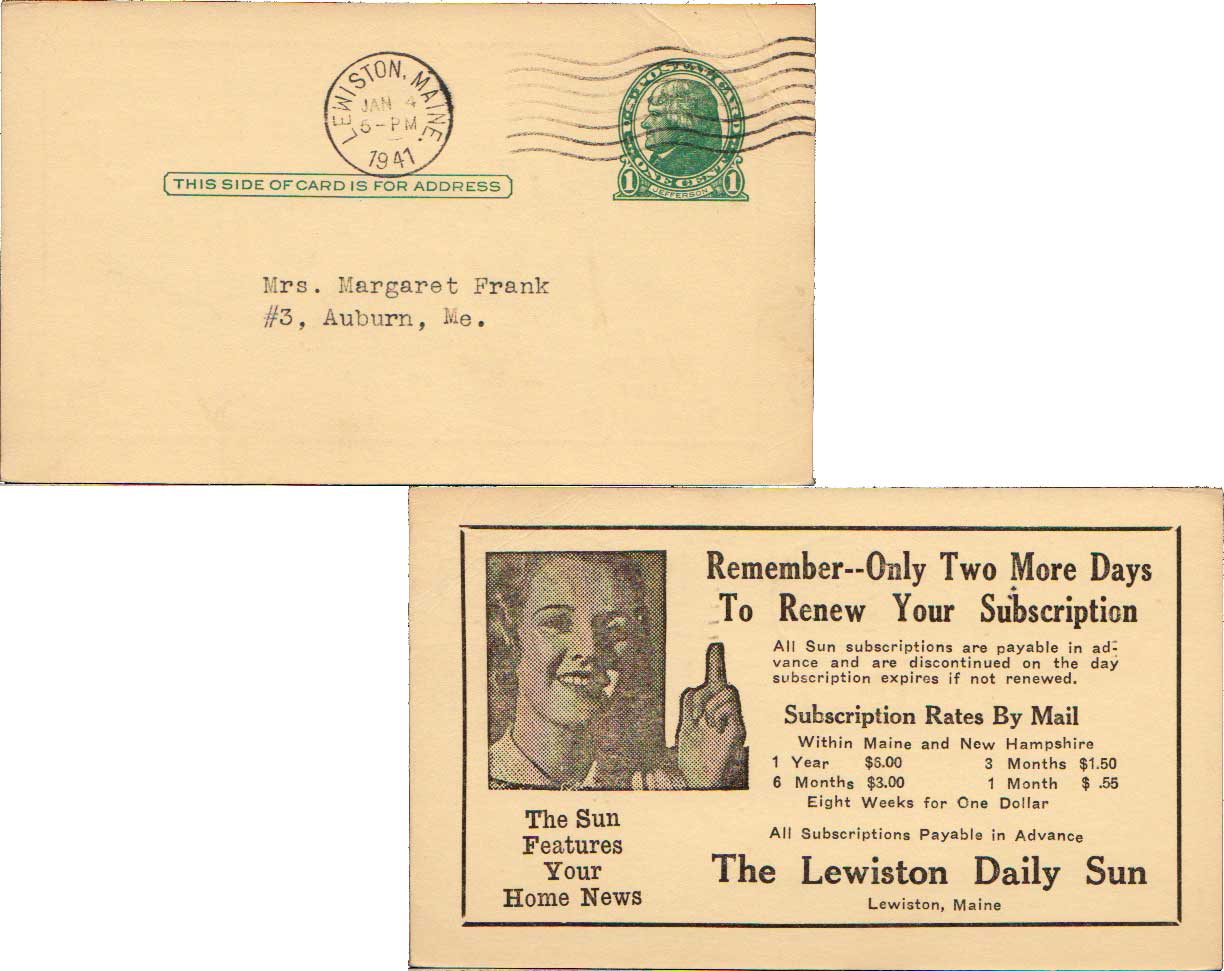 LEWISTON, MAINE.
JAN 4
5-PM
1941
U.S. POSTAL CARD
ONE CENT
1 JEFFERSON 1
THIS SIDE OF CARD IS FOR ADDRESS
Mrs. Margaret Frank
#3, Auburn, Me.
Remember--Only Two More Days
To Renew Your Subscription
All Sun subscriptions are payable in ad-
vance and are discontinued on the day
subscription expires if not renewed.
Subscription Rates By Mail
Within Maine and New Hampshire
1 Year $6.00 3 Months $1.50
6 Months $3.00 1 Month $ .55
Eight Weeks for One Dollar
All Subscriptions Payable in Advance
The Lewiston Daily Sun
Lewiston, Maine
The Sun
Features
Your
Home News